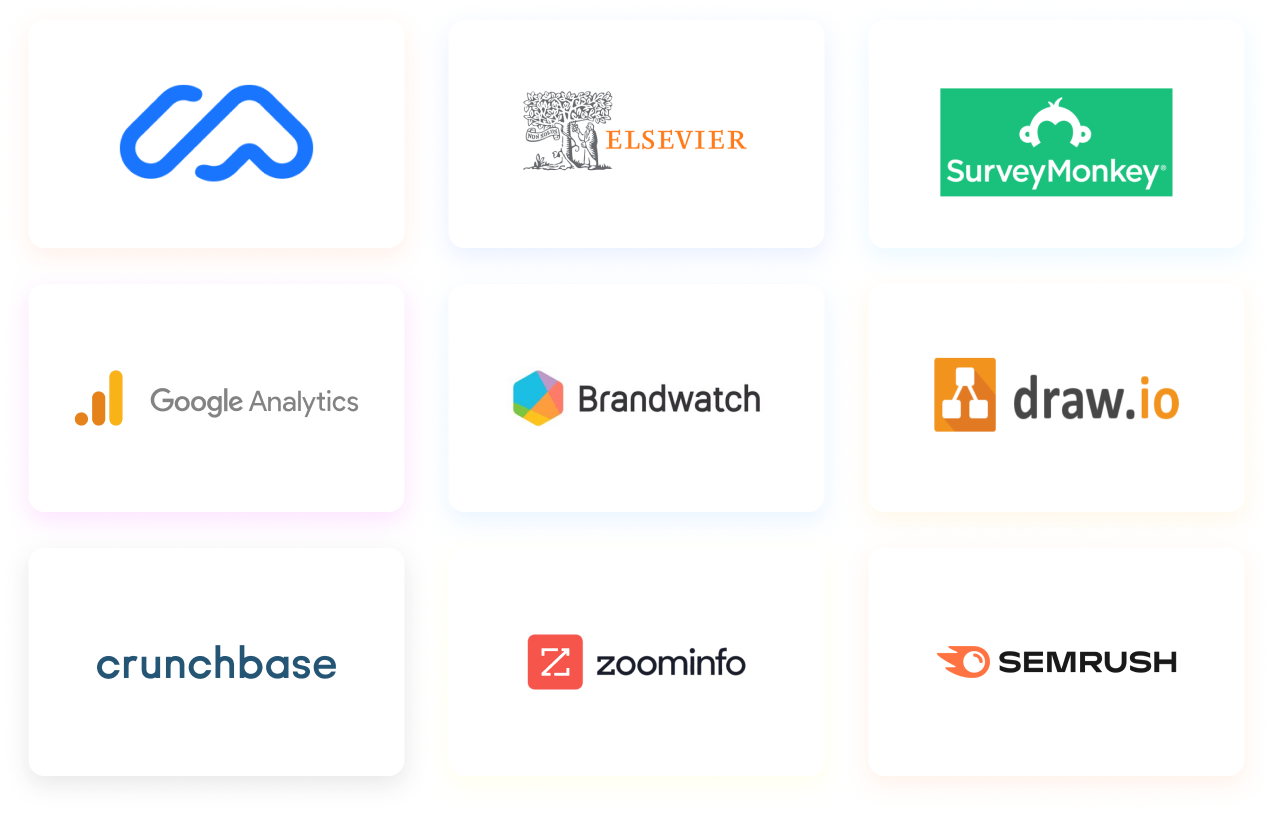 ELSEVIER
SurveyMonkey®
Google Analytics
Brandwatch
draw.io
crunchbase
zoominfo
SEMRUSH